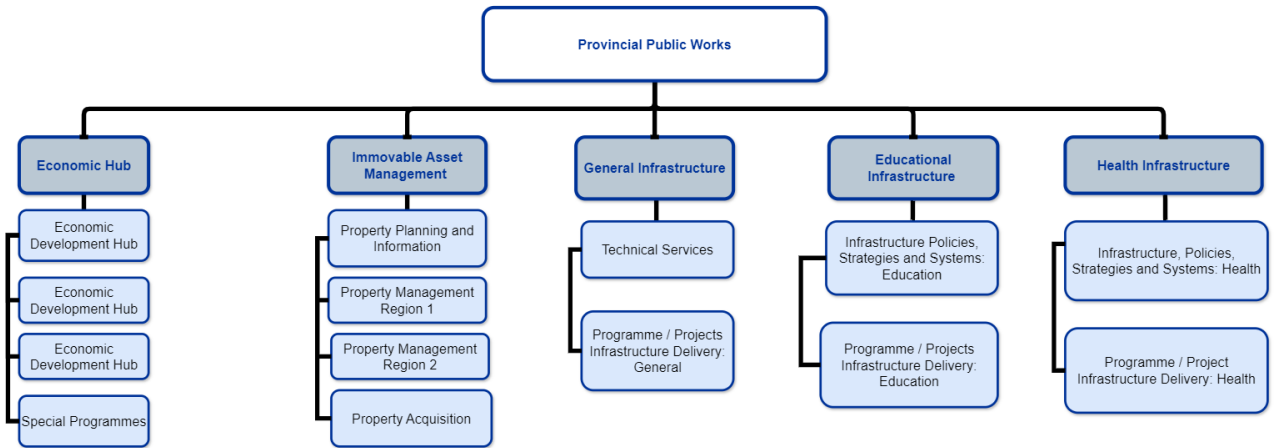 Provincial Public Works
Economic Hub
Immovable Asset
Management
General Infrastructure
Educational
Infrastructure
Health Infrastructure
Economic
Development Hub
Economic
Development Hub
Economic
Development Hub
Special Programmes
Property Planning and
Information
Property Management
Region 1
Property Management
Region 2
Property Acquisition
Technical Services
Programme / Projects
Infrastructure Delivery:
General
Infrastructure Policies,
Strategies and Systems:
Education
Programme / Projects
Infrastructure Delivery:
Education
Infrastructure, Policies,
Strategies and Systems: Health
Programme / Project
Infrastructure Delivery: Health